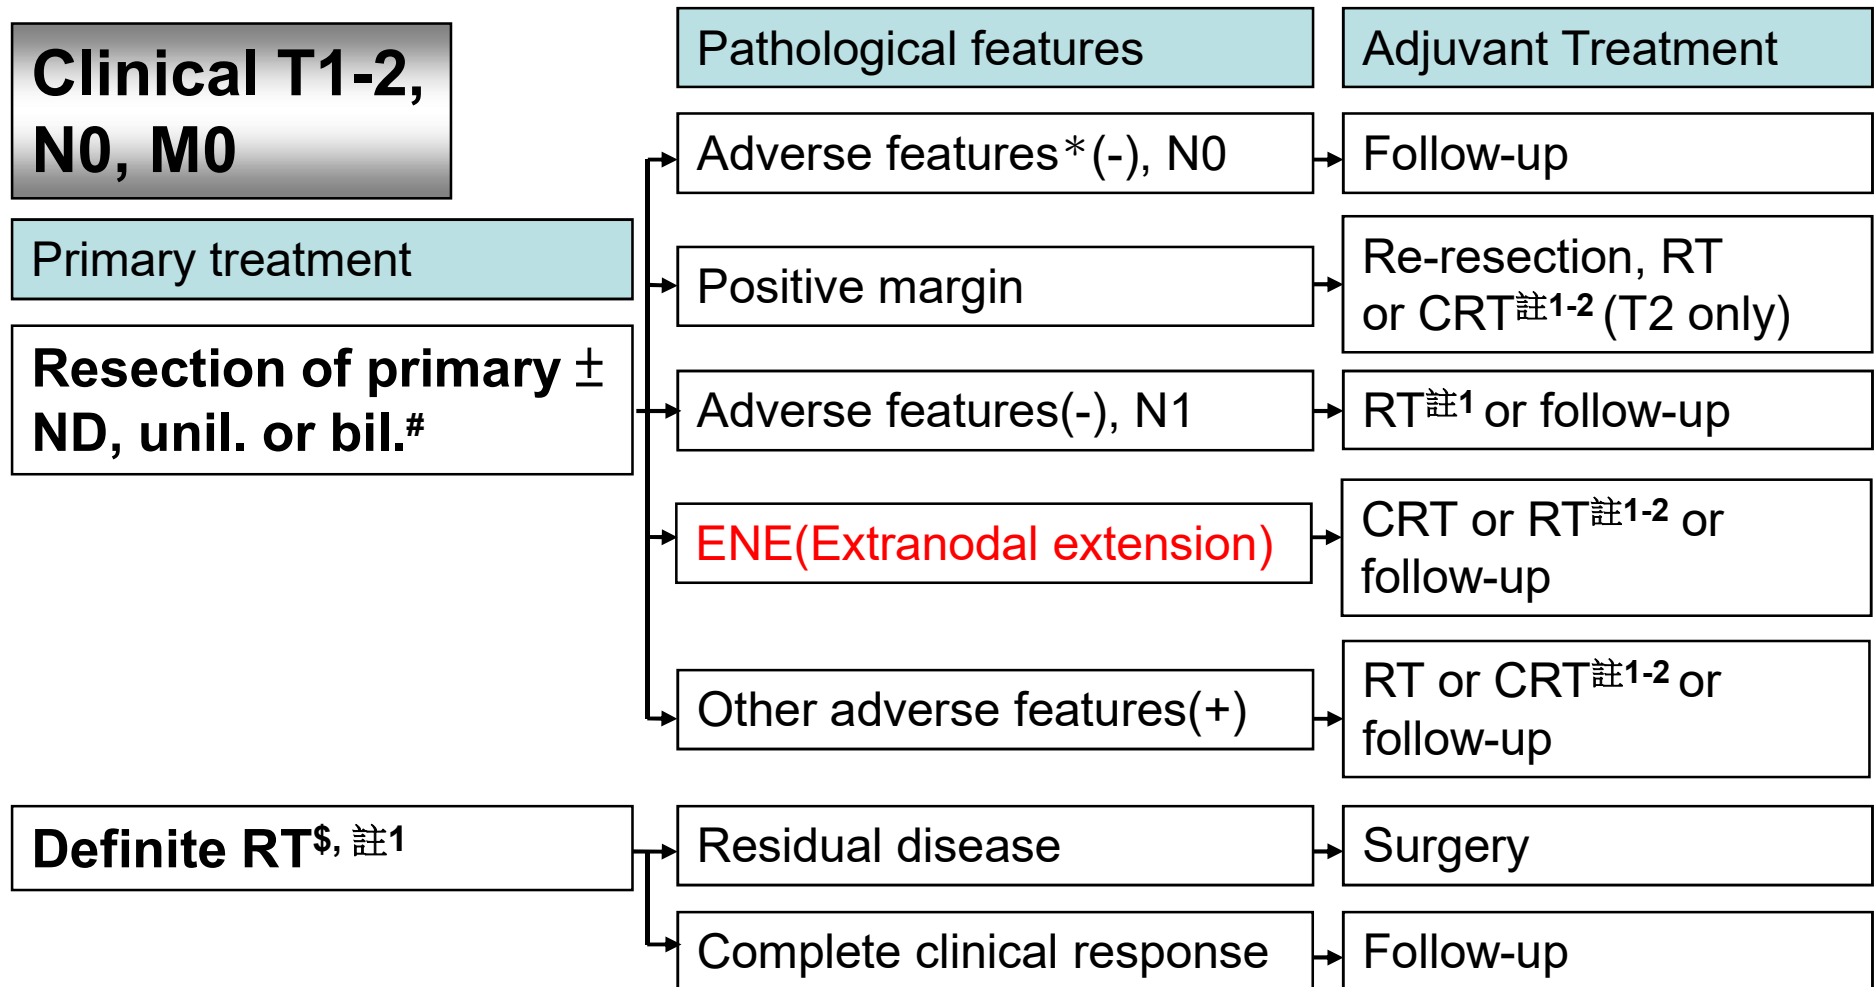 Clinical T1-2,
N0, M0
Primary treatment
Resection of primary ±
ND, unil. or bil.#
Definite RT$, 註1
Pathological features
Adjuvant Treatment
Adverse features*(-), N0
Follow-up
Positive margin
Re-resection, RT
or CRT註1-2 (T2 only)
Adverse features(-), N1
RT註1 or follow-up
ENE(Extranodal extension)
CRT or RT註1-2 or
follow-up
Other adverse features(+)
RT or CRT註1-2 or
follow-up
Residual disease
Surgery
Complete clinical response
Follow-up